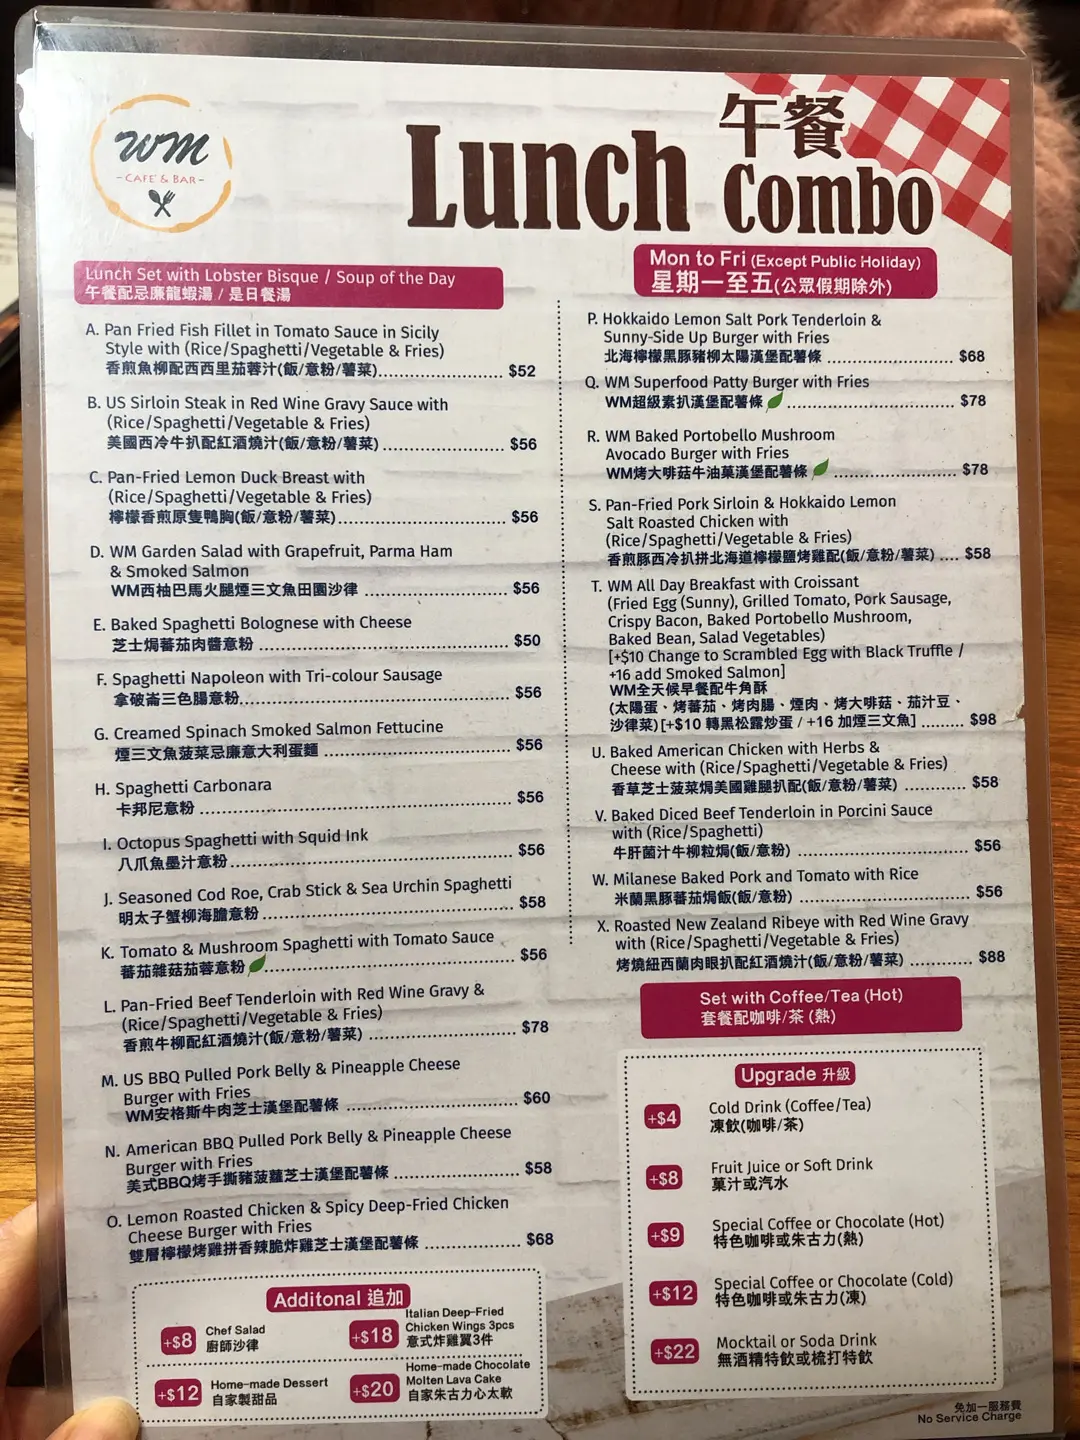 WM
- CAFE & BAR -
午餐
Lunch Combo
Lunch Set with Lobster Bisque / Soup of the Day
午餐配忌廉龍蝦湯 / 是日餐湯
A. Pan Fried Fish Fillet in Tomato Sauce in Sicily
Style with (Rice/Spaghetti/Vegetable & Fries)
香煎魚柳配西西里茄蓉汁(飯/意粉/薯菜)............ $52
B. US Sirloin Steak in Red Wine Gravy Sauce with
(Rice/Spaghetti/Vegetable & Fries)
美國西冷牛扒配紅酒燒汁(飯/意粉/薯菜)............ $56
C. Pan-Fried Lemon Duck Breast with
(Rice/Spaghetti/Vegetable & Fries)
檸檬香煎原隻鴨胸(飯/意粉/薯菜)............ $56
D. WM Garden Salad with Grapefruit, Parma Ham
& Smoked Salmon
WM西柚巴馬火腿煙三文魚田園沙律............ $56
E. Baked Spaghetti Bolognese with Cheese
芝士焗蕃茄肉醬意粉............ $50
F. Spaghetti Napoleon with Tri-colour Sausage
拿破崙三色腸意粉............ $56
G. Creamed Spinach Smoked Salmon Fettucine
煙三文魚菠菜忌廉意大利蛋麵............ $56
H. Spaghetti Carbonara
卡邦尼意粉............ $56
I. Octopus Spaghetti with Squid Ink
八爪魚墨汁意粉............ $56
J. Seasoned Cod Roe, Crab Stick & Sea Urchin Spaghetti
明太子蟹柳海膽意粉............ $58
K. Tomato & Mushroom Spaghetti with Tomato Sauce
蕃茄雜菇茄蓉意粉............ $56
L. Pan-Fried Beef Tenderloin with Red Wine Gravy &
(Rice/Spaghetti/Vegetable & Fries)
香煎牛柳配紅酒燒汁(飯/意粉/薯菜)............ $78
M. US BBQ Pulled Pork Belly & Pineapple Cheese
Burger with Fries
WM安格斯牛肉芝士漢堡配薯條............ $60
N. American BBQ Pulled Pork Belly & Pineapple Cheese
Burger with Fries
美式BBQ烤手撕豬菠蘿芝士漢堡配薯條............ $58
O. Lemon Roasted Chicken & Spicy Deep-Fried Chicken
Cheese Burger with Fries
雙層檸檬烤雞拼香辣脆炸雞芝士漢堡配薯條............ $68
Additonal 追加
+$8 Chef Salad
廚師沙律
+$18 Italian Deep-Fried
Chicken Wings 3pcs
意式炸雞翼3件
+$12 Home-made Dessert
自家製甜品
+$20 Home-made Chocolate
Molten Lava Cake
自家朱古力心太軟
Mon to Fri (Except Public Holiday)
星期一至五(公眾假期除外)
P. Hokkaido Lemon Salt Pork Tenderloin &
Sunny-Side Up Burger with Fries
北海檸檬黑豚豬柳太陽漢堡配薯條............ $68
Q. WM Superfood Patty Burger with Fries
WM超級素扒漢堡配薯條............ $78
R. WM Baked Portobello Mushroom
Avocado Burger with Fries
WM烤大啡菇牛油菓漢堡配薯條............ $78
S. Pan-Fried Pork Sirloin & Hokkaido Lemon
Salt Roasted Chicken with
(Rice/Spaghetti/Vegetable & Fries)
香煎豚西冷扒拼北海道檸檬鹽烤雞配(飯/意粉/薯菜).... $58
T. WM All Day Breakfast with Croissant
(Fried Egg (Sunny), Grilled Tomato, Pork Sausage,
Crispy Bacon, Baked Portobello Mushroom,
Baked Bean, Salad Vegetables)
[+$10 Change to Scrambled Egg with Black Truffle /
+16 add Smoked Salmon]
WM全天候早餐配牛角酥
(太陽蛋、烤蕃茄、烤肉腸、煙肉、烤大啡菇、茄汁豆、
沙律菜)[+$10 轉黑松露炒蛋 / +16 加煙三文魚]........ $98
U. Baked American Chicken with Herbs &
Cheese with (Rice/Spaghetti/Vegetable & Fries)
香草芝士菠菜焗美國雞腿扒配(飯/意粉/薯菜)............ $58
V. Baked Diced Beef Tenderloin in Porcini Sauce
with (Rice/Spaghetti)
牛肝菌汁牛柳粒焗(飯/意粉)............ $56
W. Milanese Baked Pork and Tomato with Rice
米蘭黑豚蕃茄焗飯(飯/意粉)............ $56
X. Roasted New Zealand Ribeye with Red Wine Gravy
with (Rice/Spaghetti/Vegetable & Fries)
烤燒紐西蘭肉眼扒配紅酒燒汁(飯/意粉/薯菜)............ $88
Set with Coffee/Tea (Hot)
套餐配咖啡/茶 (熱)
Upgrade 升級
+$4 Cold Drink (Coffee/Tea)
凍飲(咖啡/茶)
+$8 Fruit Juice or Soft Drink
菓汁或汽水
+$9 Special Coffee or Chocolate (Hot)
特色咖啡或朱古力(熱)
+$12 Special Coffee or Chocolate (Cold)
特色咖啡或朱古力(凍)
+$22 Mocktail or Soda Drink
無酒精特飲或梳打特飲
免加一服務費
No Service Charge